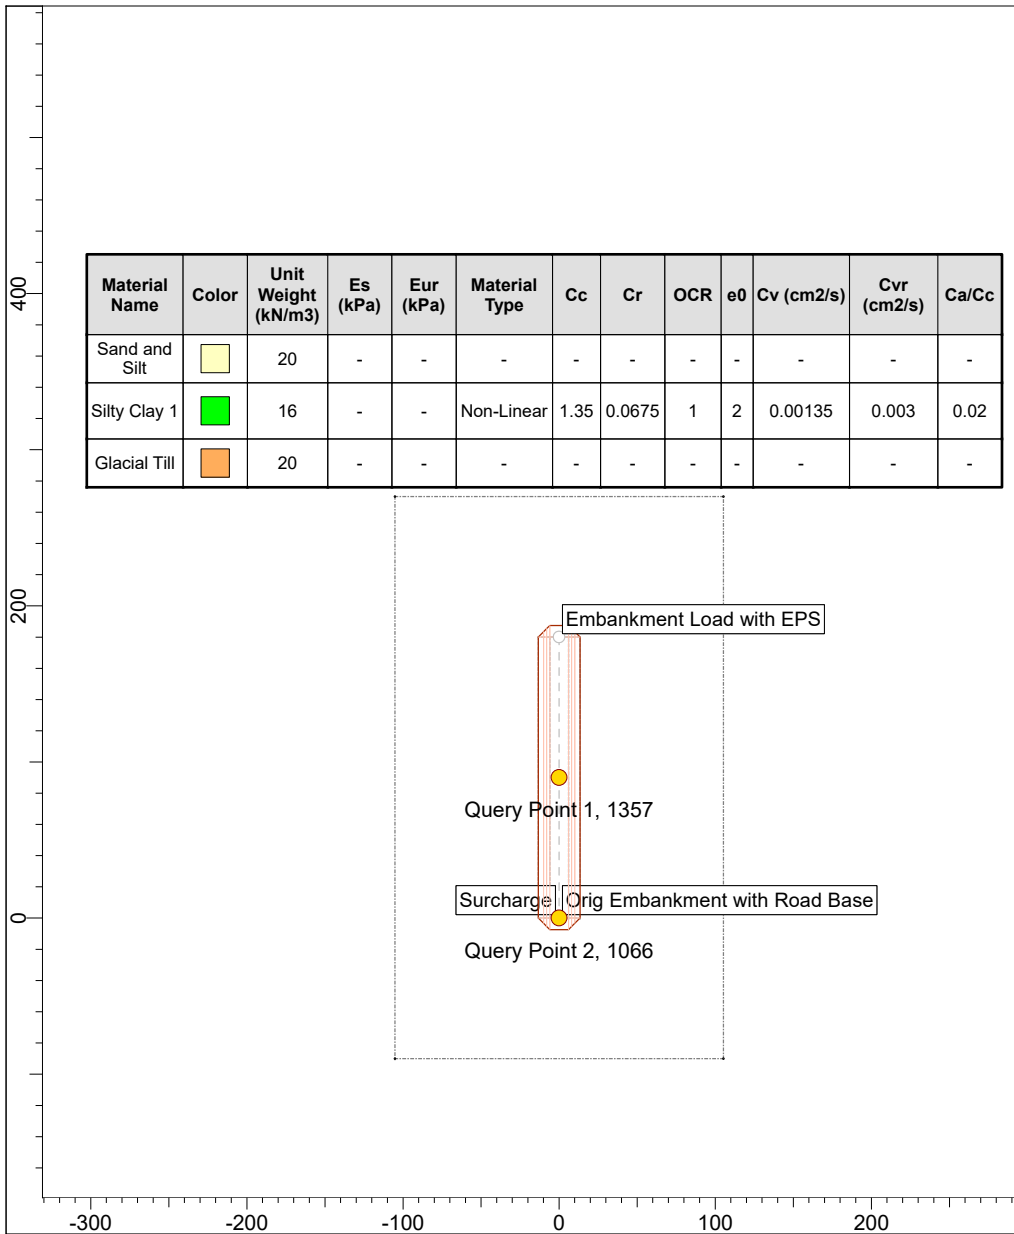 400
200
0
Material Name Color Unit Weight (kN/m3) Es (kPa) Eur (kPa) Material Type Cc Cr OCR e0 Cv (cm2/s) Cvr (cm2/s) Ca/Cc
Sand and Silt 20 - - - - - - - - - -
Silty Clay 1 16 - - Non-Linear 1.35 0.0675 1 2 0.00135 0.003 0.02
Glacial Till 20 - - - - - - - - - -
Embankment Load with EPS
Query Point 1, 1357
Surcharge Orig Embankment with Road Base
Query Point 2, 1066
-300 -200 -100 0 100 200